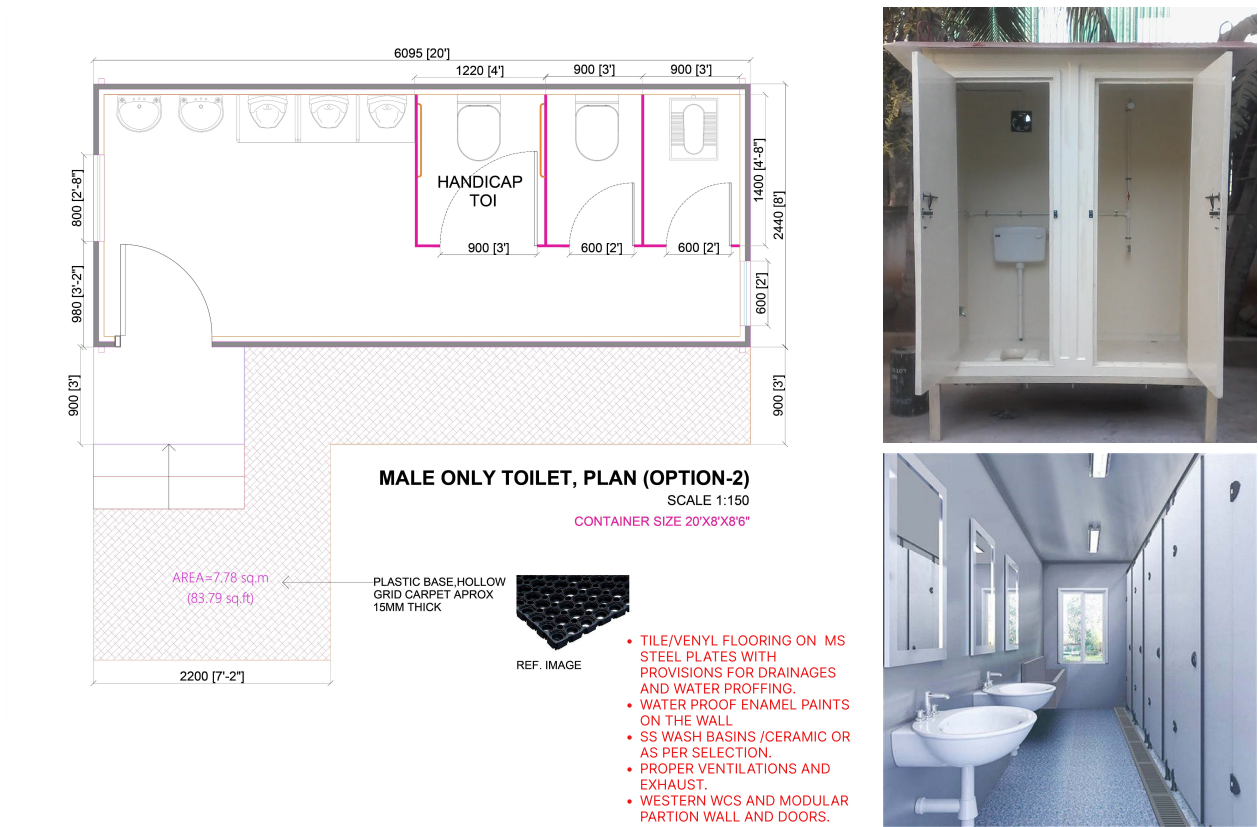 6095 [20']
1220 [4']
900 [3']
900 [3']
HANDICAP
TOI
900 [3']
600 [2']
600 [2']
800 [2'-8"]
980 [3'-2"]
900 [3']
1400 [4'-8"]
2440 [8']
600 [2']
900 [3']
MALE ONLY TOILET, PLAN (OPTION-2)
SCALE 1:150
CONTAINER SIZE 20'X8'X8'6"
AREA=7.78 sq.m
(83.79 sq.ft)
PLASTIC BASE,HOLLOW
GRID CARPET APROX
15MM THICK
REF. IMAGE
2200 [7'-2"]
• TILE/VENYL FLOORING ON MS
STEEL PLATES WITH
PROVISIONS FOR DRAINAGES
AND WATER PROFFING.
• WATER PROOF ENAMEL PAINTS
ON THE WALL
• SS WASH BASINS /CERAMIC OR
AS PER SELECTION.
• PROPER VENTILATIONS AND
EXHAUST.
• WESTERN WCS AND MODULAR
PARTION WALL AND DOORS.